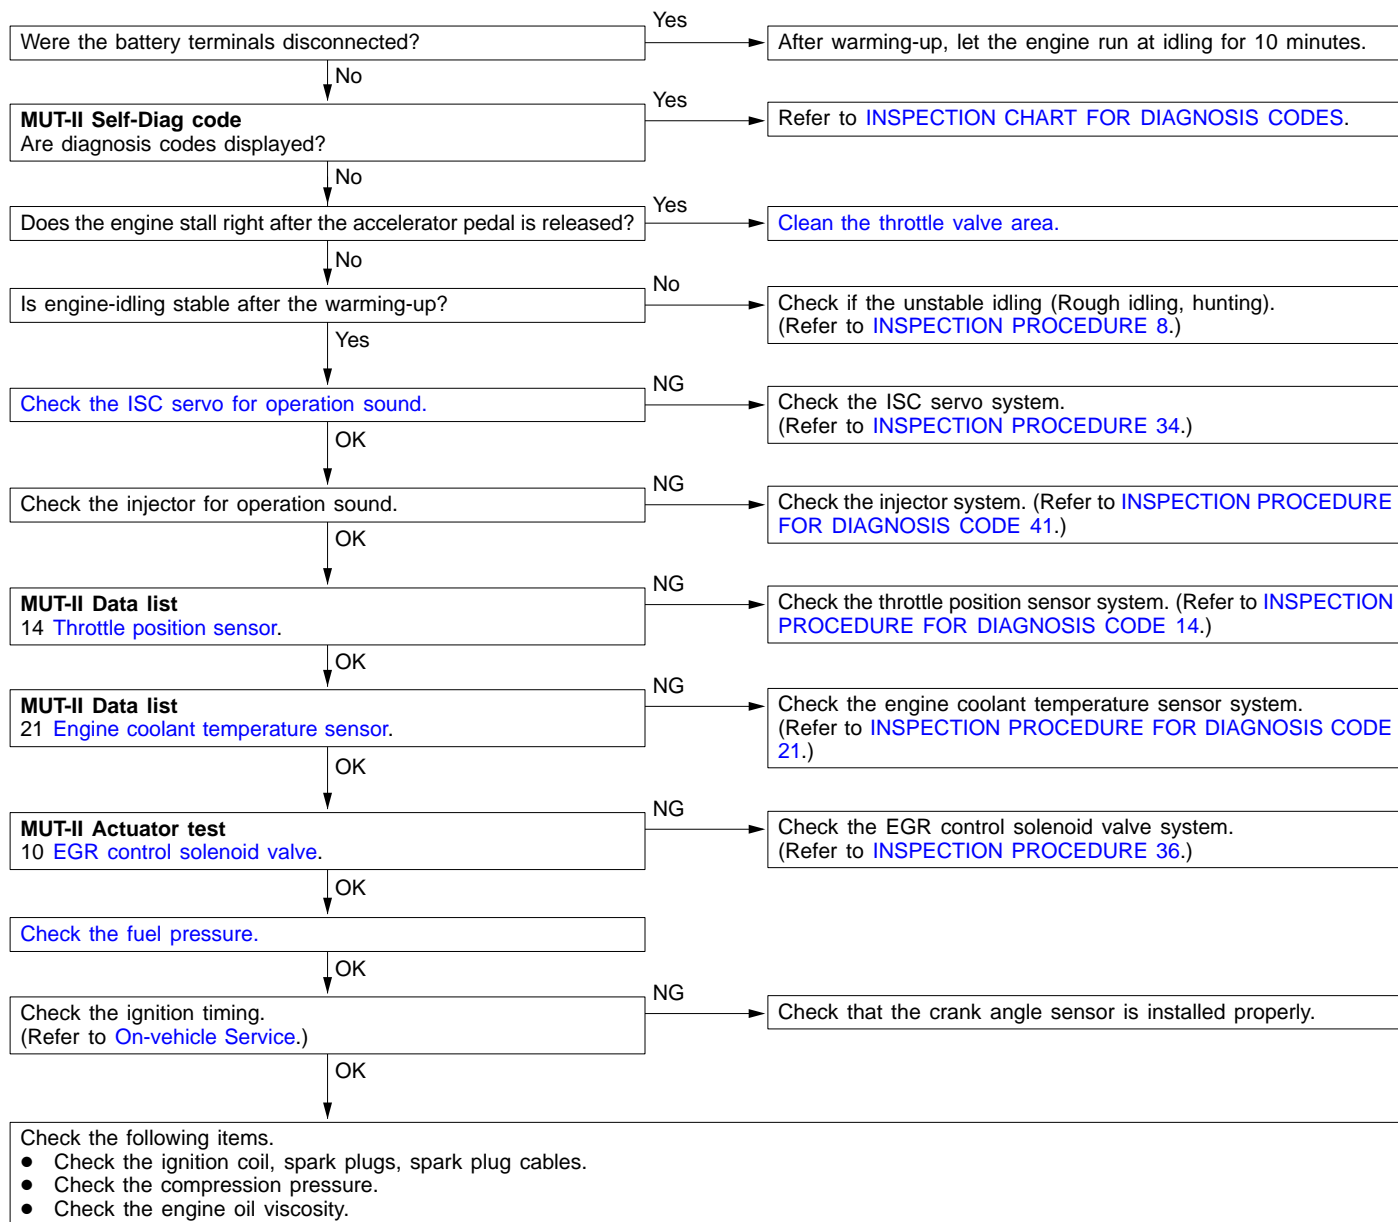 Were the battery terminals disconnected?
Yes
After warming-up, let the engine run at idling for 10 minutes.
No
MUT-II Self-Diag code
Are diagnosis codes displayed?
Yes
Refer to INSPECTION CHART FOR DIAGNOSIS CODES.
No
Does the engine stall right after the accelerator pedal is released?
Yes
Clean the throttle valve area.
No
Is engine-idling stable after the warming-up?
No
Check if the unstable idling (Rough idling, hunting).
(Refer to INSPECTION PROCEDURE 8.)
Yes
Check the ISC servo for operation sound.
NG
Check the ISC servo system.
(Refer to INSPECTION PROCEDURE 34.)
OK
Check the injector for operation sound.
NG
Check the injector system. (Refer to INSPECTION PROCEDURE
FOR DIAGNOSIS CODE 41.)
OK
MUT-II Data list
14 Throttle position sensor.
NG
Check the throttle position sensor system. (Refer to INSPECTION
PROCEDURE FOR DIAGNOSIS CODE 14.)
OK
MUT-II Data list
21 Engine coolant temperature sensor.
NG
Check the engine coolant temperature sensor system.
(Refer to INSPECTION PROCEDURE FOR DIAGNOSIS CODE
21.)
OK
MUT-II Actuator test
10 EGR control solenoid valve.
NG
Check the EGR control solenoid valve system.
(Refer to INSPECTION PROCEDURE 36.)
OK
Check the fuel pressure.
OK
Check the ignition timing.
(Refer to On-vehicle Service.)
NG
Check that the crank angle sensor is installed properly.
OK
Check the following items.
● Check the ignition coil, spark plugs, spark plug cables.
● Check the compression pressure.
● Check the engine oil viscosity.